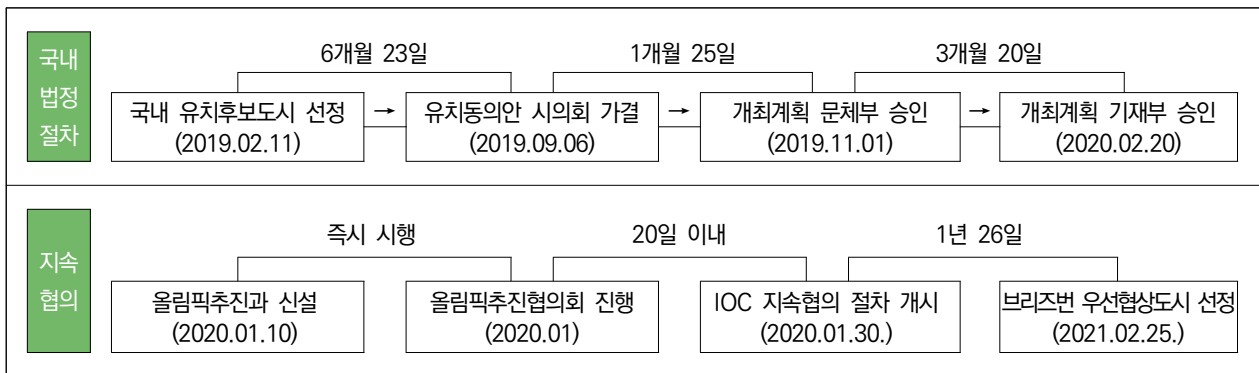 국내
법정
절차
6개월 23일
1개월 25일
3개월 20일
국내 유치후보도시 선정
(2019.02.11)
→
유치동의안 시의회 가결
(2019.09.06)
→
개최계획 문체부 승인
(2019.11.01)
→
개최계획 기재부 승인
(2020.02.20)
지속
협의
즉시 시행
20일 이내
1년 26일
올림픽추진과 신설
(2020.01.10)
올림픽추진협의회 진행
(2020.01)
IOC 지속협의 절차 개시
(2020.01.30.)
브리즈번 우선협상도시 선정
(2021.02.25.)